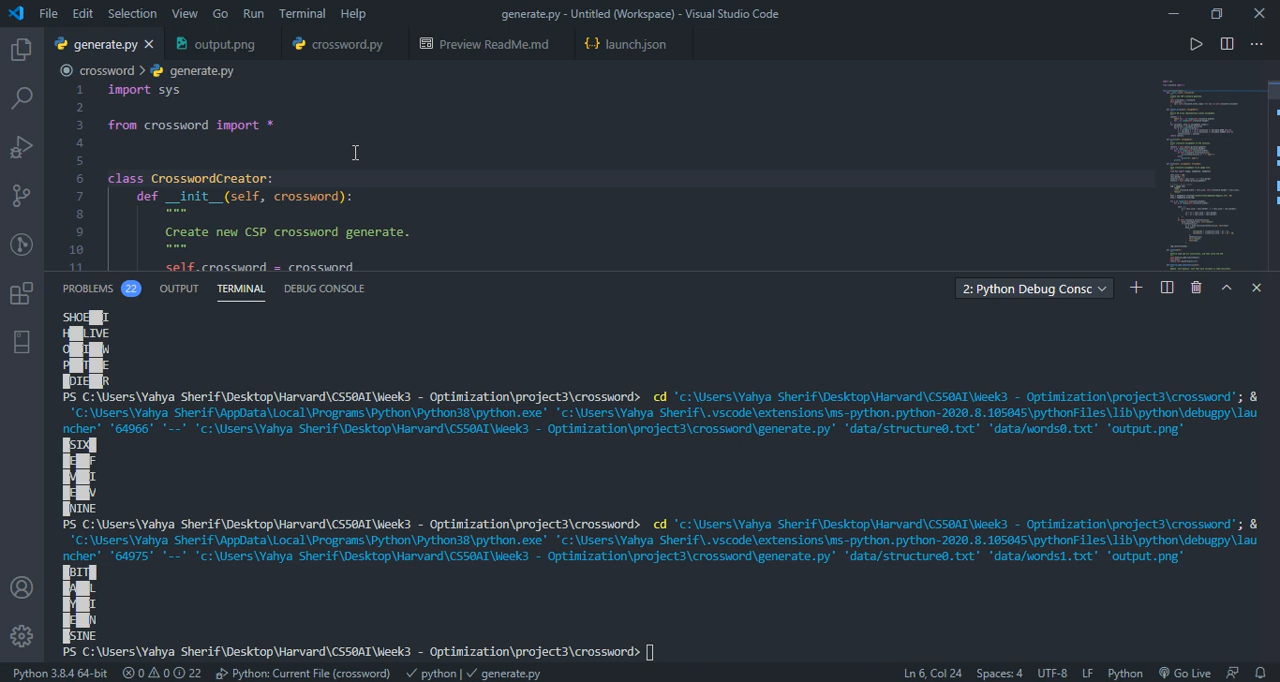 File Edit Selection View Go Run Terminal Help generate.py - Untitled (Workspace) - Visual Studio Code
generate.py output.png crossword.py Preview ReadMe.md {} launch.json
crossword > generate.py
1 import sys
2
3 from crossword import *
4
5
6 class CrosswordCreator:
7 def __init__(self, crossword):
8 """
9 Create new CSP crossword generate.
10 """
11 self.crossword = crossword
PROBLEMS 22 OUTPUT TERMINAL DEBUG CONSOLE 2: Python Debug Consc
SHOE██I
H██LIVE
O██I██W
P██T██E
█DIE██R
PS C:\Users\Yahya Sherif\Desktop\Harvard\CS50AI\Week3 - Optimization\project3\crossword> cd 'c:\Users\Yahya Sherif\Desktop\Harvard\CS50AI\Week3 - Optimization\project3\crossword'; &
'C:\Users\Yahya Sherif\AppData\Local\Programs\Python\Python38\python.exe' 'c:\Users\Yahya Sherif\.vscode\extensions\ms-python.python-2020.8.105045\pythonFiles\lib\python\debugpy\lau
ncher' '64966' '--' 'c:\Users\Yahya Sherif\Desktop\Harvard\CS50AI\Week3 - Optimization\project3\crossword\generate.py' 'data/structure0.txt' 'data/words0.txt' 'output.png'
█SIX█
█E██F
█V██I
█E██V
█NINE
PS C:\Users\Yahya Sherif\Desktop\Harvard\CS50AI\Week3 - Optimization\project3\crossword> cd 'c:\Users\Yahya Sherif\Desktop\Harvard\CS50AI\Week3 - Optimization\project3\crossword'; &
'C:\Users\Yahya Sherif\AppData\Local\Programs\Python\Python38\python.exe' 'c:\Users\Yahya Sherif\.vscode\extensions\ms-python.python-2020.8.105045\pythonFiles\lib\python\debugpy\lau
ncher' '64975' '--' 'c:\Users\Yahya Sherif\Desktop\Harvard\CS50AI\Week3 - Optimization\project3\crossword\generate.py' 'data/structure0.txt' 'data/words1.txt' 'output.png'
█BIT█
█A██L
█Y██I
█E██N
█SINE
PS C:\Users\Yahya Sherif\Desktop\Harvard\CS50AI\Week3 - Optimization\project3\crossword>
Python 3.8.4 64-bit 0 0 22 Python: Current File (crossword) ✓ python | ✓ generate.py Ln 6, Col 24 Spaces: 4 UTF-8 LF Python Go Live